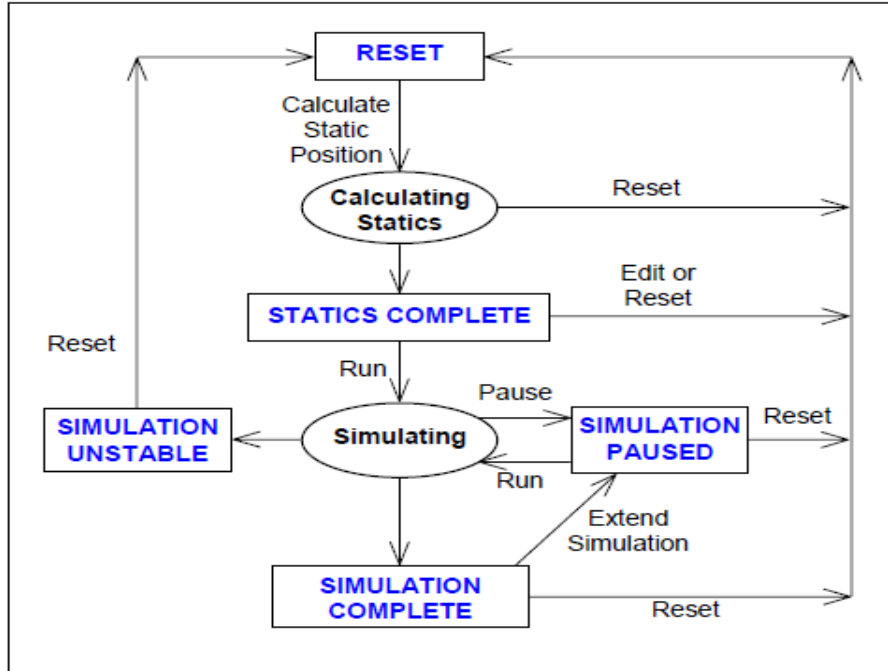 RESET
Calculate
Static
Position
Calculating
Statics
Reset
STATICS COMPLETE
Edit or
Reset
Reset
Run
Pause
SIMULATION
UNSTABLE
Simulating
SIMULATION
PAUSED
Reset
Run
Extend
Simulation
SIMULATION
COMPLETE
Reset